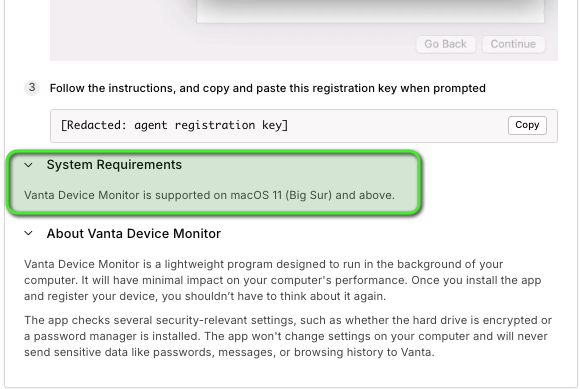 Go Back
Continue
3
Follow the instructions, and copy and paste this registration key when prompted
[Redacted: agent registration key]
Copy
System Requirements
Vanta Device Monitor is supported on macOS 11 (Big Sur) and above.
About Vanta Device Monitor
Vanta Device Monitor is a lightweight program designed to run in the background of your
computer. It will have minimal impact on your computer's performance. Once you install the app
and register your device, you shouldn't have to think about it again.
The app checks several security-relevant settings, such as whether the hard drive is encrypted or
a password manager is installed. The app won't change settings on your computer and will never
send sensitive data like passwords, messages, or browsing history to Vanta.